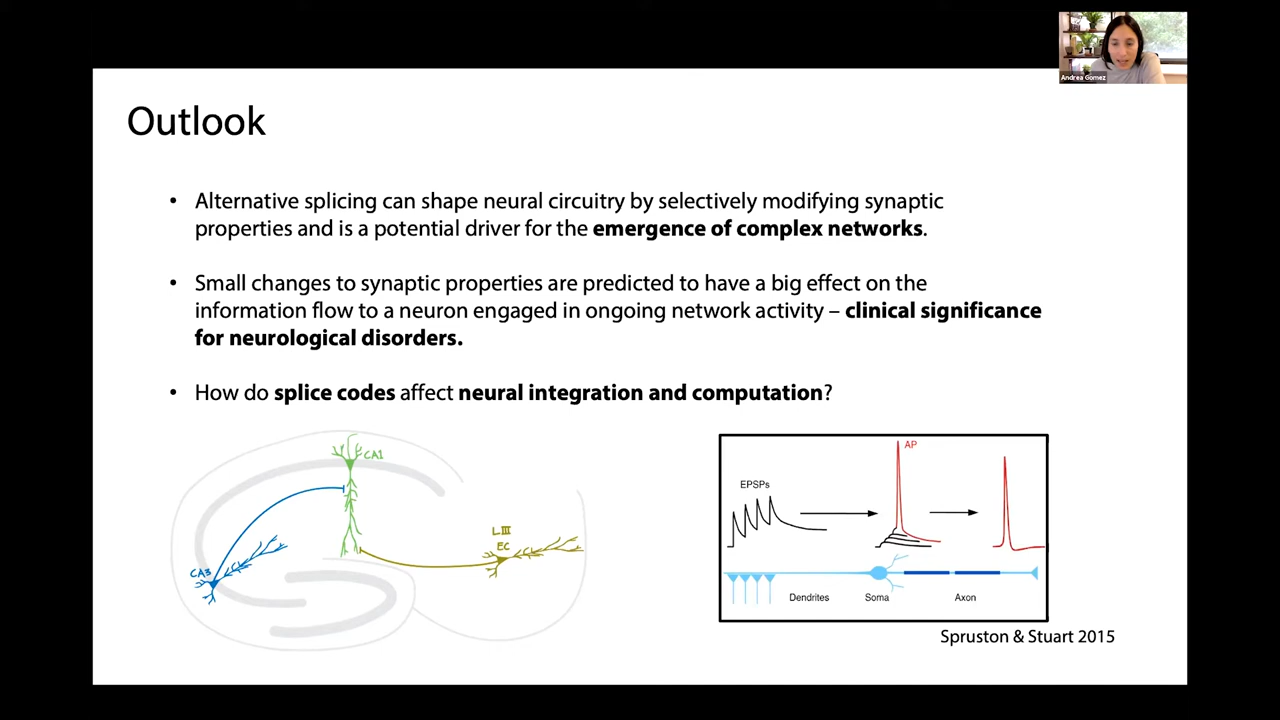 Andrea Gomez
Outlook
• Alternative splicing can shape neural circuitry by selectively modifying synaptic
properties and is a potential driver for the emergence of complex networks.
• Small changes to synaptic properties are predicted to have a big effect on the
information flow to a neuron engaged in ongoing network activity – clinical significance
for neurological disorders.
• How do splice codes affect neural integration and computation?
CA1
LIII
EC
CA3
AP
EPSPs
Dendrites
Soma
Axon
Spruston & Stuart 2015